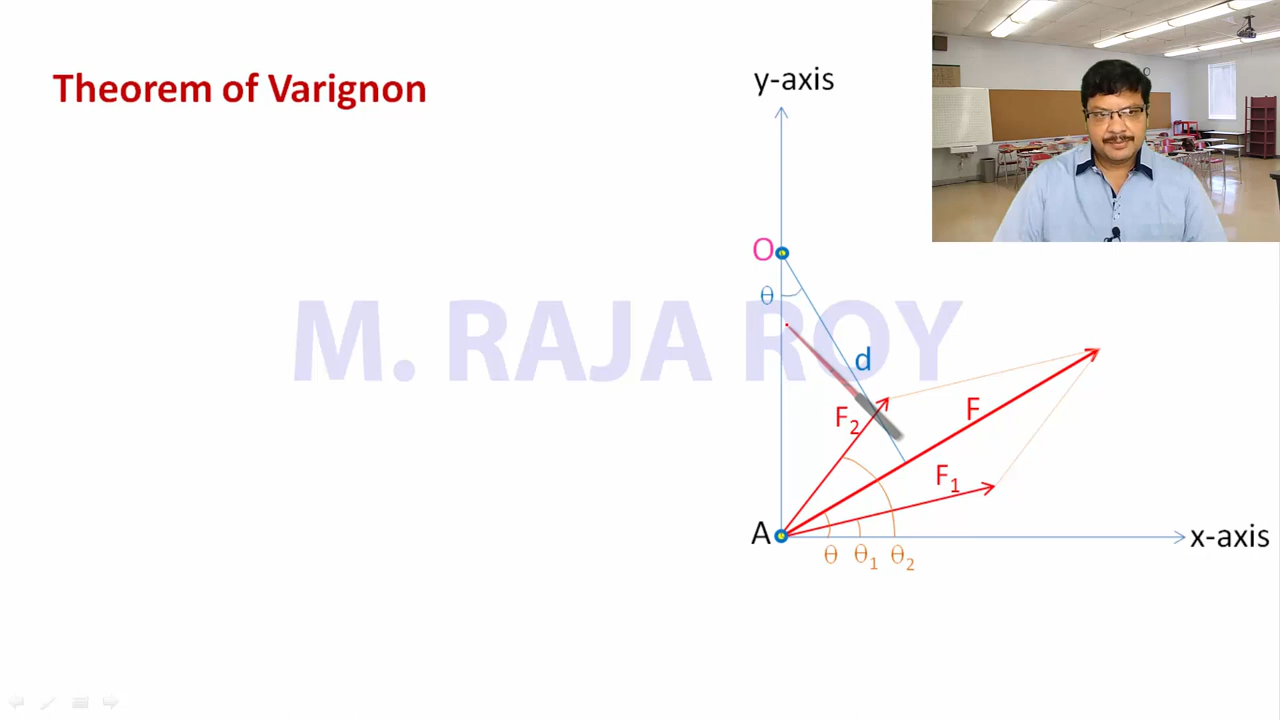 Theorem of Varignon
y-axis
O
θ
M. RAJA ROY
d
F₂
F
F₁
A
x-axis
θ θ₁ θ₂